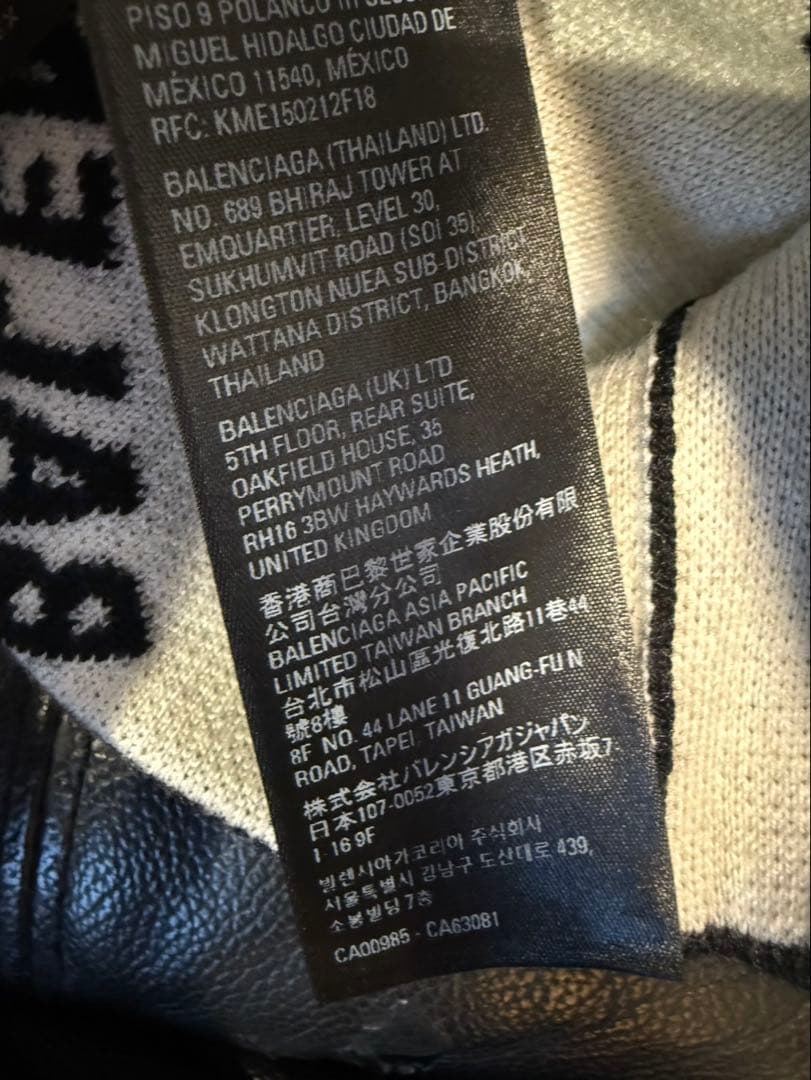 PISO 9 POLANCO III
MIGUEL HIDALGO CIUDAD DE
MÉXICO 11540, MÉXICO
RFC: KME150212F18
BALENCIAGA (THAILAND) LTD.
NO. 689 BHIRAJ TOWER AT
EMQUARTIER, LEVEL 30,
SUKHUMVIT ROAD (SOI 35),
KLONGTON NUEA SUB-DISTRICT,
WATTANA DISTRICT, BANGKOK,
THAILAND
BALENCIAGA (UK) LTD
5TH FLOOR, REAR SUITE,
OAKFIELD HOUSE, 35
PERRYMOUNT ROAD
RH16 3BW HAYWARDS HEATH,
UNITED KINGDOM
香港商巴黎世家企業股份有限
公司台灣分公司
BALENCIAGA ASIA PACIFIC
LIMITED TAIWAN BRANCH
台北市松山區光復北路11巷44
號8樓
8F NO. 44 LANE 11 GUANG-FU N
ROAD, TAPEI, TAIWAN
株式会社バレンシアガジャパン
日本107-0052東京都港区赤坂7-
1-16 9F
빌렌시아가코리아 주식회사
서울특별시 강남구 도산대로 439,
소봉빌딩 7층
CA00985 - CA63081